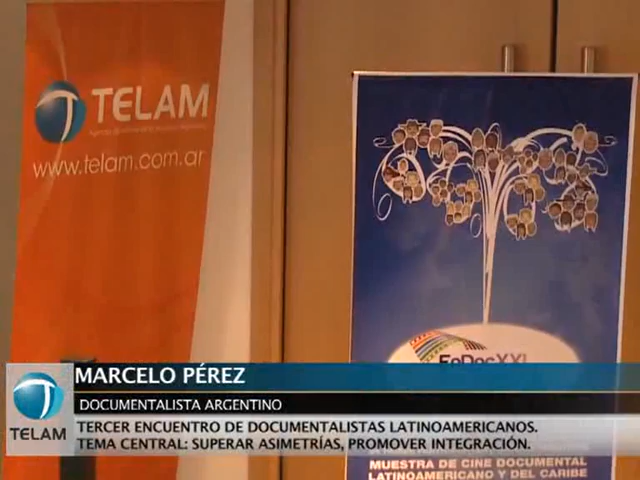 TELAM
www.telam.com.ar
EnDocXXI
MARCELO PÉREZ
DOCUMENTALISTA ARGENTINO
TERCER ENCUENTRO DE DOCUMENTALISTAS LATINOAMERICANOS.
TEMA CENTRAL: SUPERAR ASIMETRÍAS, PROMOVER INTEGRACIÓN.
TELAM
MUESTRA DE CINE DOCUMENTAL
LATINOAMERICANO Y DEL CARIBE